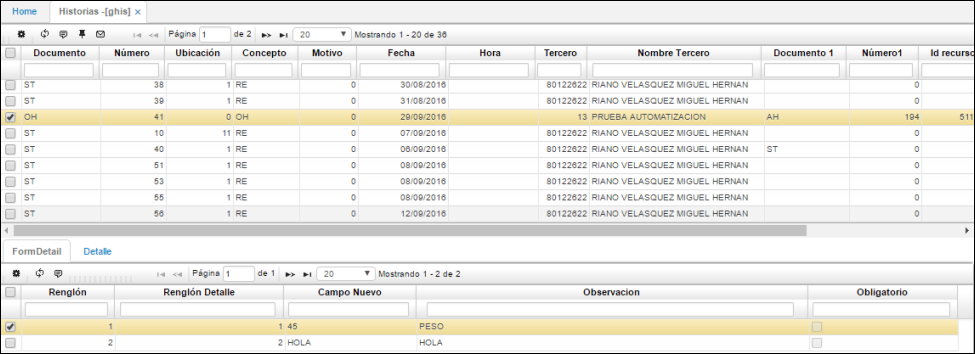 Home Historias -[ghis] ×
Página 1 de 2 20 Mostrando 1 - 20 de 36
Documento Número Ubicación Concepto Motivo Fecha Hora Tercero Nombre Tercero Documento 1 Número1 Id recurso
ST 38 1 RE 0 30/08/2016 80122622 RIANO VELASQUEZ MIGUEL HERNAN 0
ST 39 1 RE 0 31/08/2016 80122622 RIANO VELASQUEZ MIGUEL HERNAN 0
OH 41 0 OH 0 29/09/2016 13 PRUEBA AUTOMATIZACION AH 194 511
ST 10 11 RE 0 07/09/2016 80122622 RIANO VELASQUEZ MIGUEL HERNAN 0
ST 40 1 RE 0 06/09/2016 80122622 RIANO VELASQUEZ MIGUEL HERNAN ST 0
ST 51 1 RE 0 08/09/2016 80122622 RIANO VELASQUEZ MIGUEL HERNAN 0
ST 53 1 RE 0 08/09/2016 80122622 RIANO VELASQUEZ MIGUEL HERNAN 0
ST 55 1 RE 0 08/09/2016 80122622 RIANO VELASQUEZ MIGUEL HERNAN 0
ST 56 1 RE 0 12/09/2016 80122622 RIANO VELASQUEZ MIGUEL HERNAN 0
FormDetail Detalle
Página 1 de 1 20 Mostrando 1 - 2 de 2
Renglón Renglón Detalle Campo Nuevo Observacion Obligatorio
1 1 45 PESO
2 2 HOLA HOLA